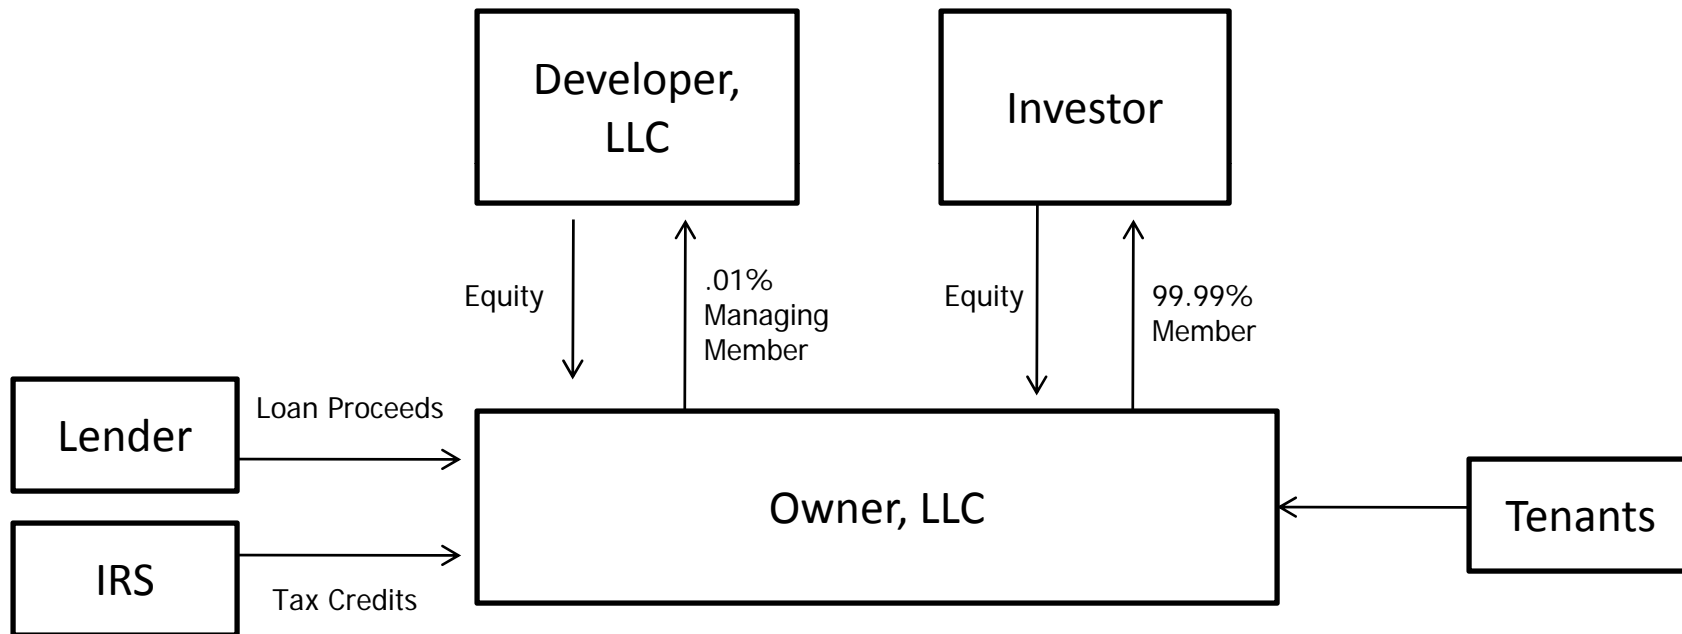 Developer,
LLC
Investor
Equity
.01%
Managing
Member
Equity
99.99%
Member
Lender
Loan Proceeds
IRS
Tax Credits
Owner, LLC
Tenants